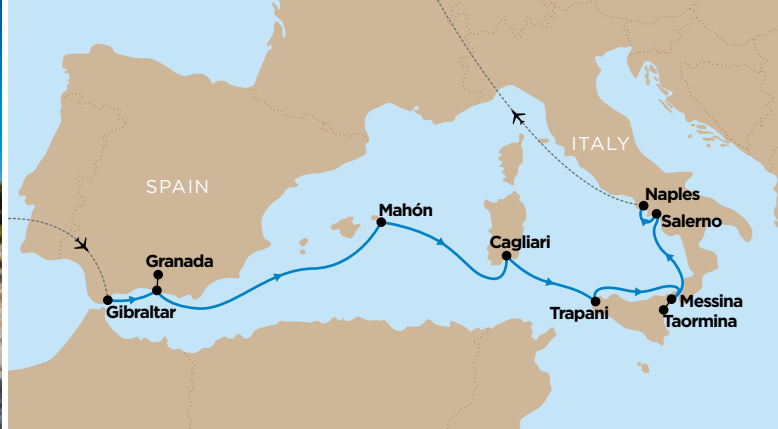 ITALY
SPAIN
Naples
Mahón
Salerno
Cagliari
Granada
Gibraltar
Messina
Trapani
Taormina